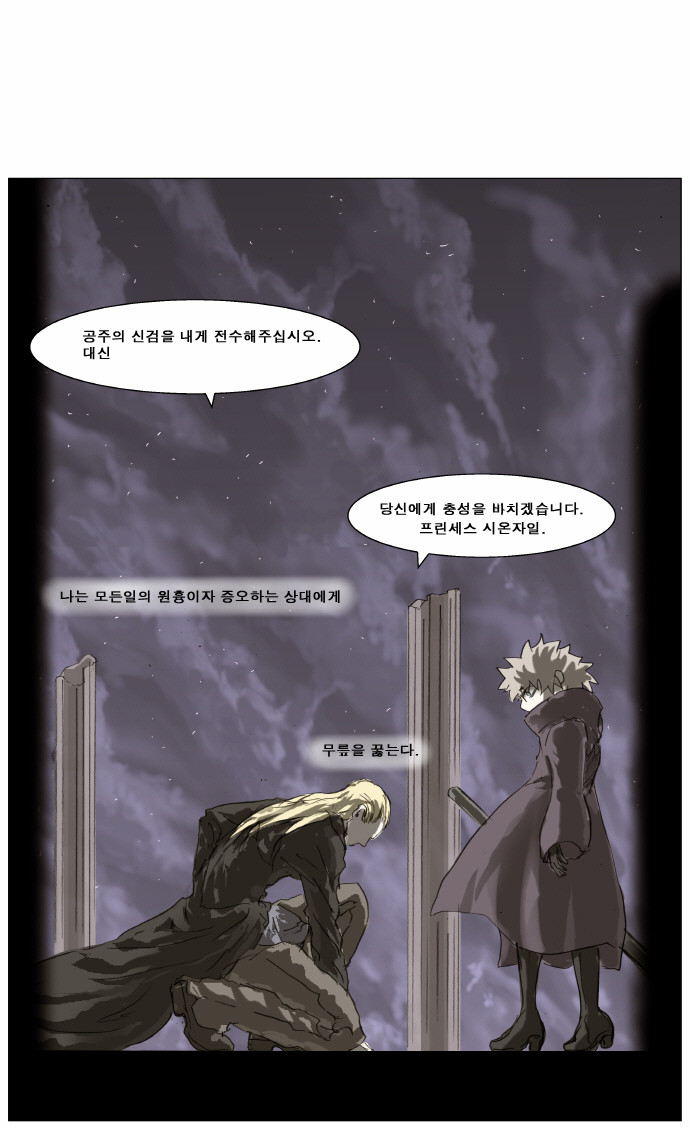 공주의 신검을 내게 전수해주십시오.
대신
당신에게 충성을 바치겠습니다.
프린세스 시온자일.
나는 모든일의 원흉이자 증오하는 상대에게
무릎을 꿇는다.